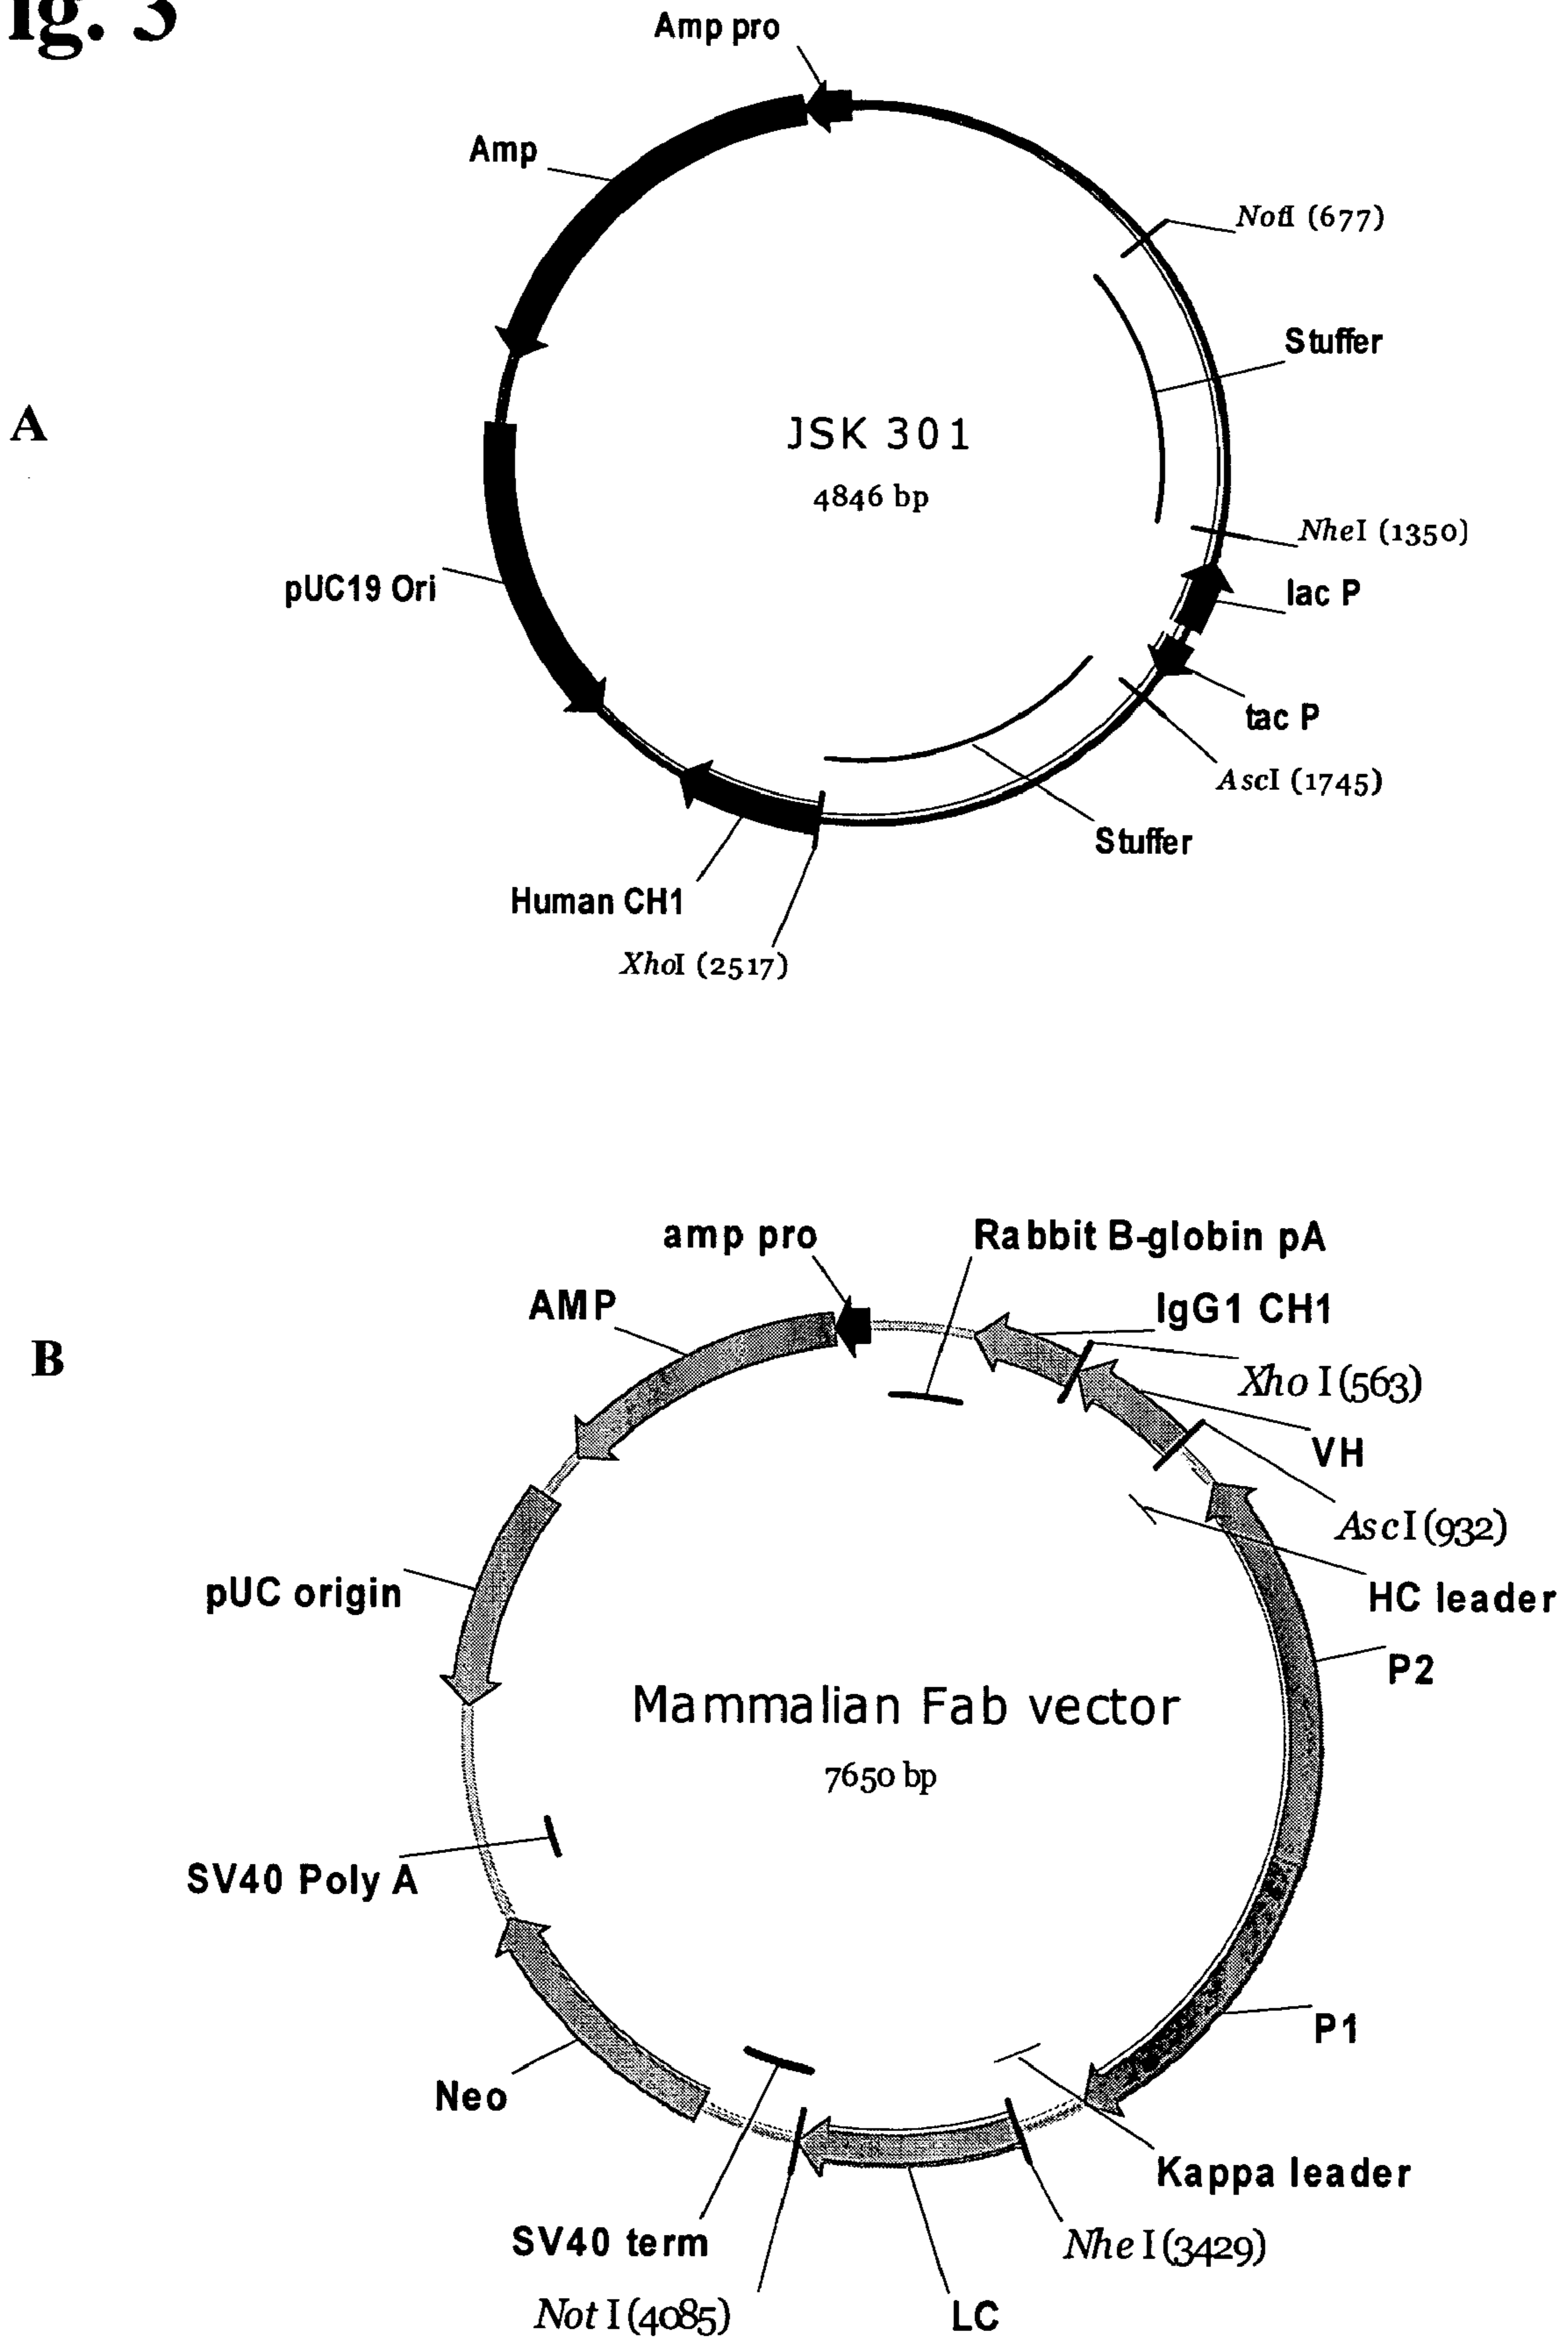 ig. 3
Amp pro
Amp
NotI (677)
Stuffer
A
JSK 301
4846 bp
NheI (1350)
lac P
pUC19 Ori
tac P
AscI (1745)
Stuffer
Human CH1
XhoI (2517)
amp pro
Rabbit B-globin pA
AMP
IgG1 CH1
B
Xho I (563)
VH
AscI (932)
pUC origin
HC leader
P2
Mammalian Fab vector
7650 bp
SV40 Poly A
P1
Neo
Kappa leader
SV40 term
Nhe I (3429)
Not I (4085)
LC